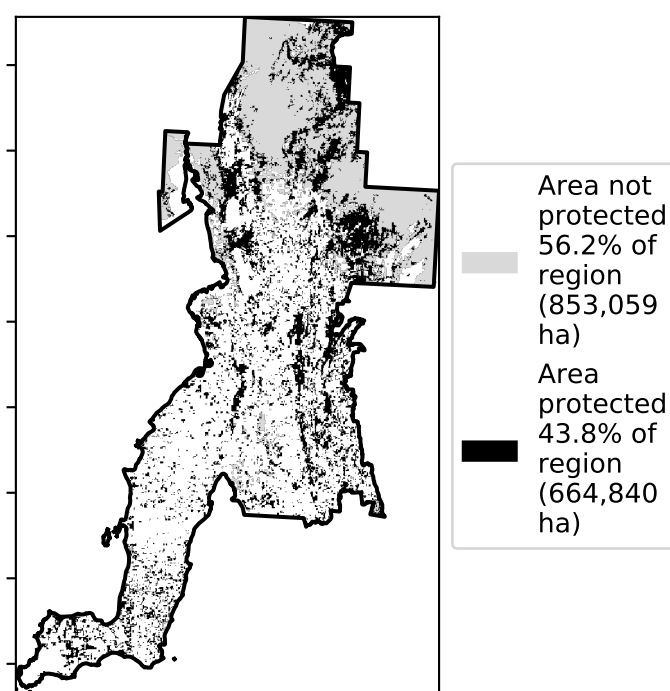 Area not
protected
56.2% of
region
(853,059
ha)
Area
protected
43.8% of
region
(664,840
ha)